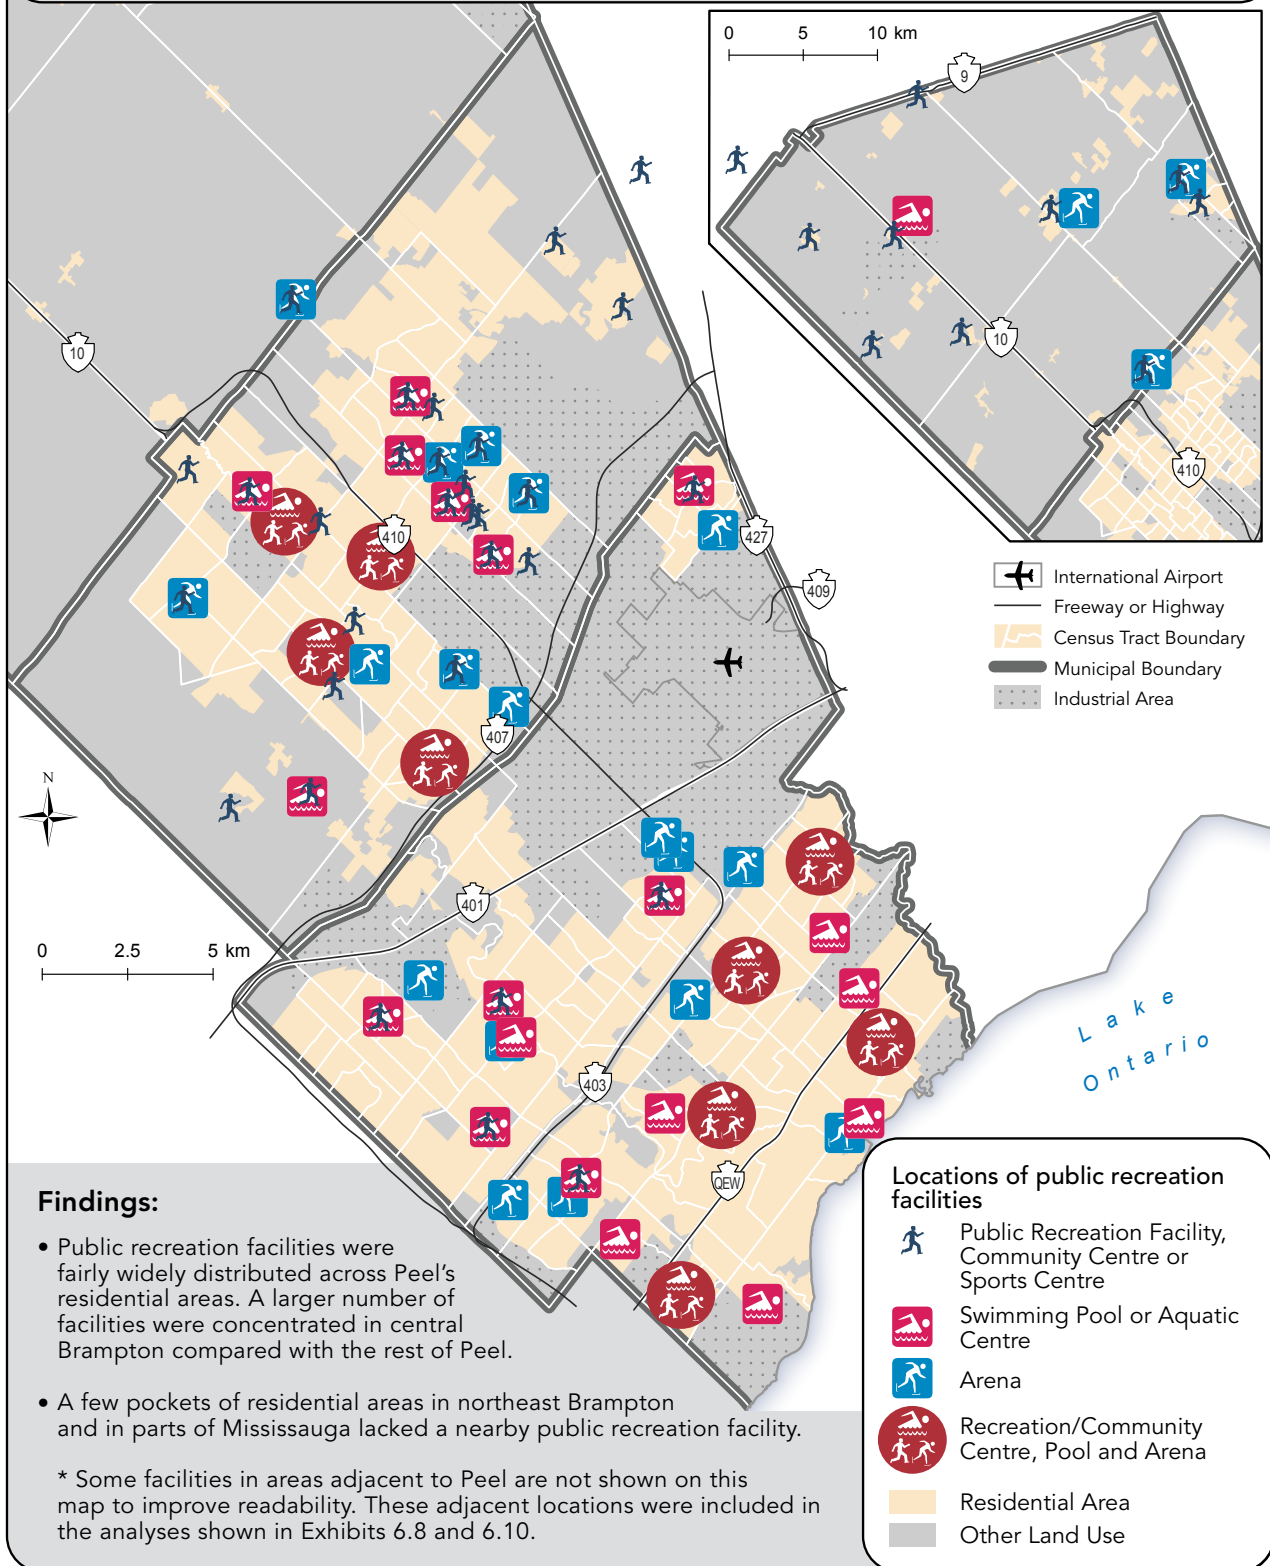 0 5 10 km
9
10
410
10
410
427
409
407
401
403
QEW
International Airport
Freeway or Highway
Census Tract Boundary
Municipal Boundary
Industrial Area
N
0 2.5 5 km
Lake
Ontario
Findings:
• Public recreation facilities were
fairly widely distributed across Peel's
residential areas. A larger number of
facilities were concentrated in central
Brampton compared with the rest of Peel.
• A few pockets of residential areas in northeast Brampton
and in parts of Mississauga lacked a nearby public recreation facility.
* Some facilities in areas adjacent to Peel are not shown on this
map to improve readability. These adjacent locations were included in
the analyses shown in Exhibits 6.8 and 6.10.
Locations of public recreation
facilities
Public Recreation Facility,
Community Centre or
Sports Centre
Swimming Pool or Aquatic
Centre
Arena
Recreation/Community
Centre, Pool and Arena
Residential Area
Other Land Use